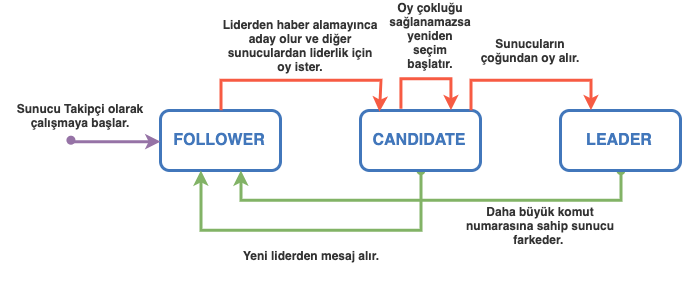 Liderden haber alamayınca
aday olur ve diğer
sunuculardan liderlik için
oy ister.
Oy çokluğu
sağlanamazsa
yeniden
seçim
başlatır.
Sunucuların
çoğundan oy alır.
Sunucu Takipçi olarak
çalışmaya başlar.
FOLLOWER
CANDIDATE
LEADER
Daha büyük komut
numarasına sahip sunucu
farkeder.
Yeni liderden mesaj alır.